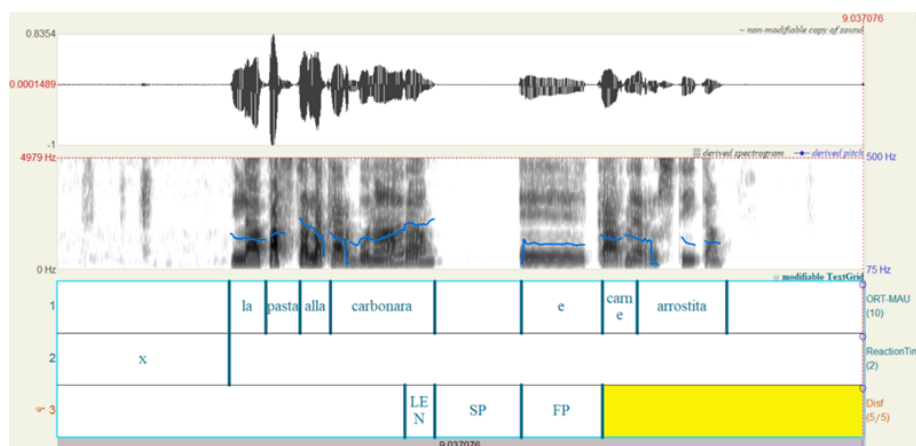 9.037076
0.8354
~ non-modifiable copy of sound
0.0001489
-1
4979 Hz
derived spectrogram
derived pitch
500 Hz
0 Hz
75 Hz
modifiable TextGrid
1
la
pasta
alla
carbonara
e
carn
e
arrostita
ORT-MAU
(10)
2
x
ReactionTim
(2)
3
LE
N
SP
FP
Disf
(5/5)
9.037076